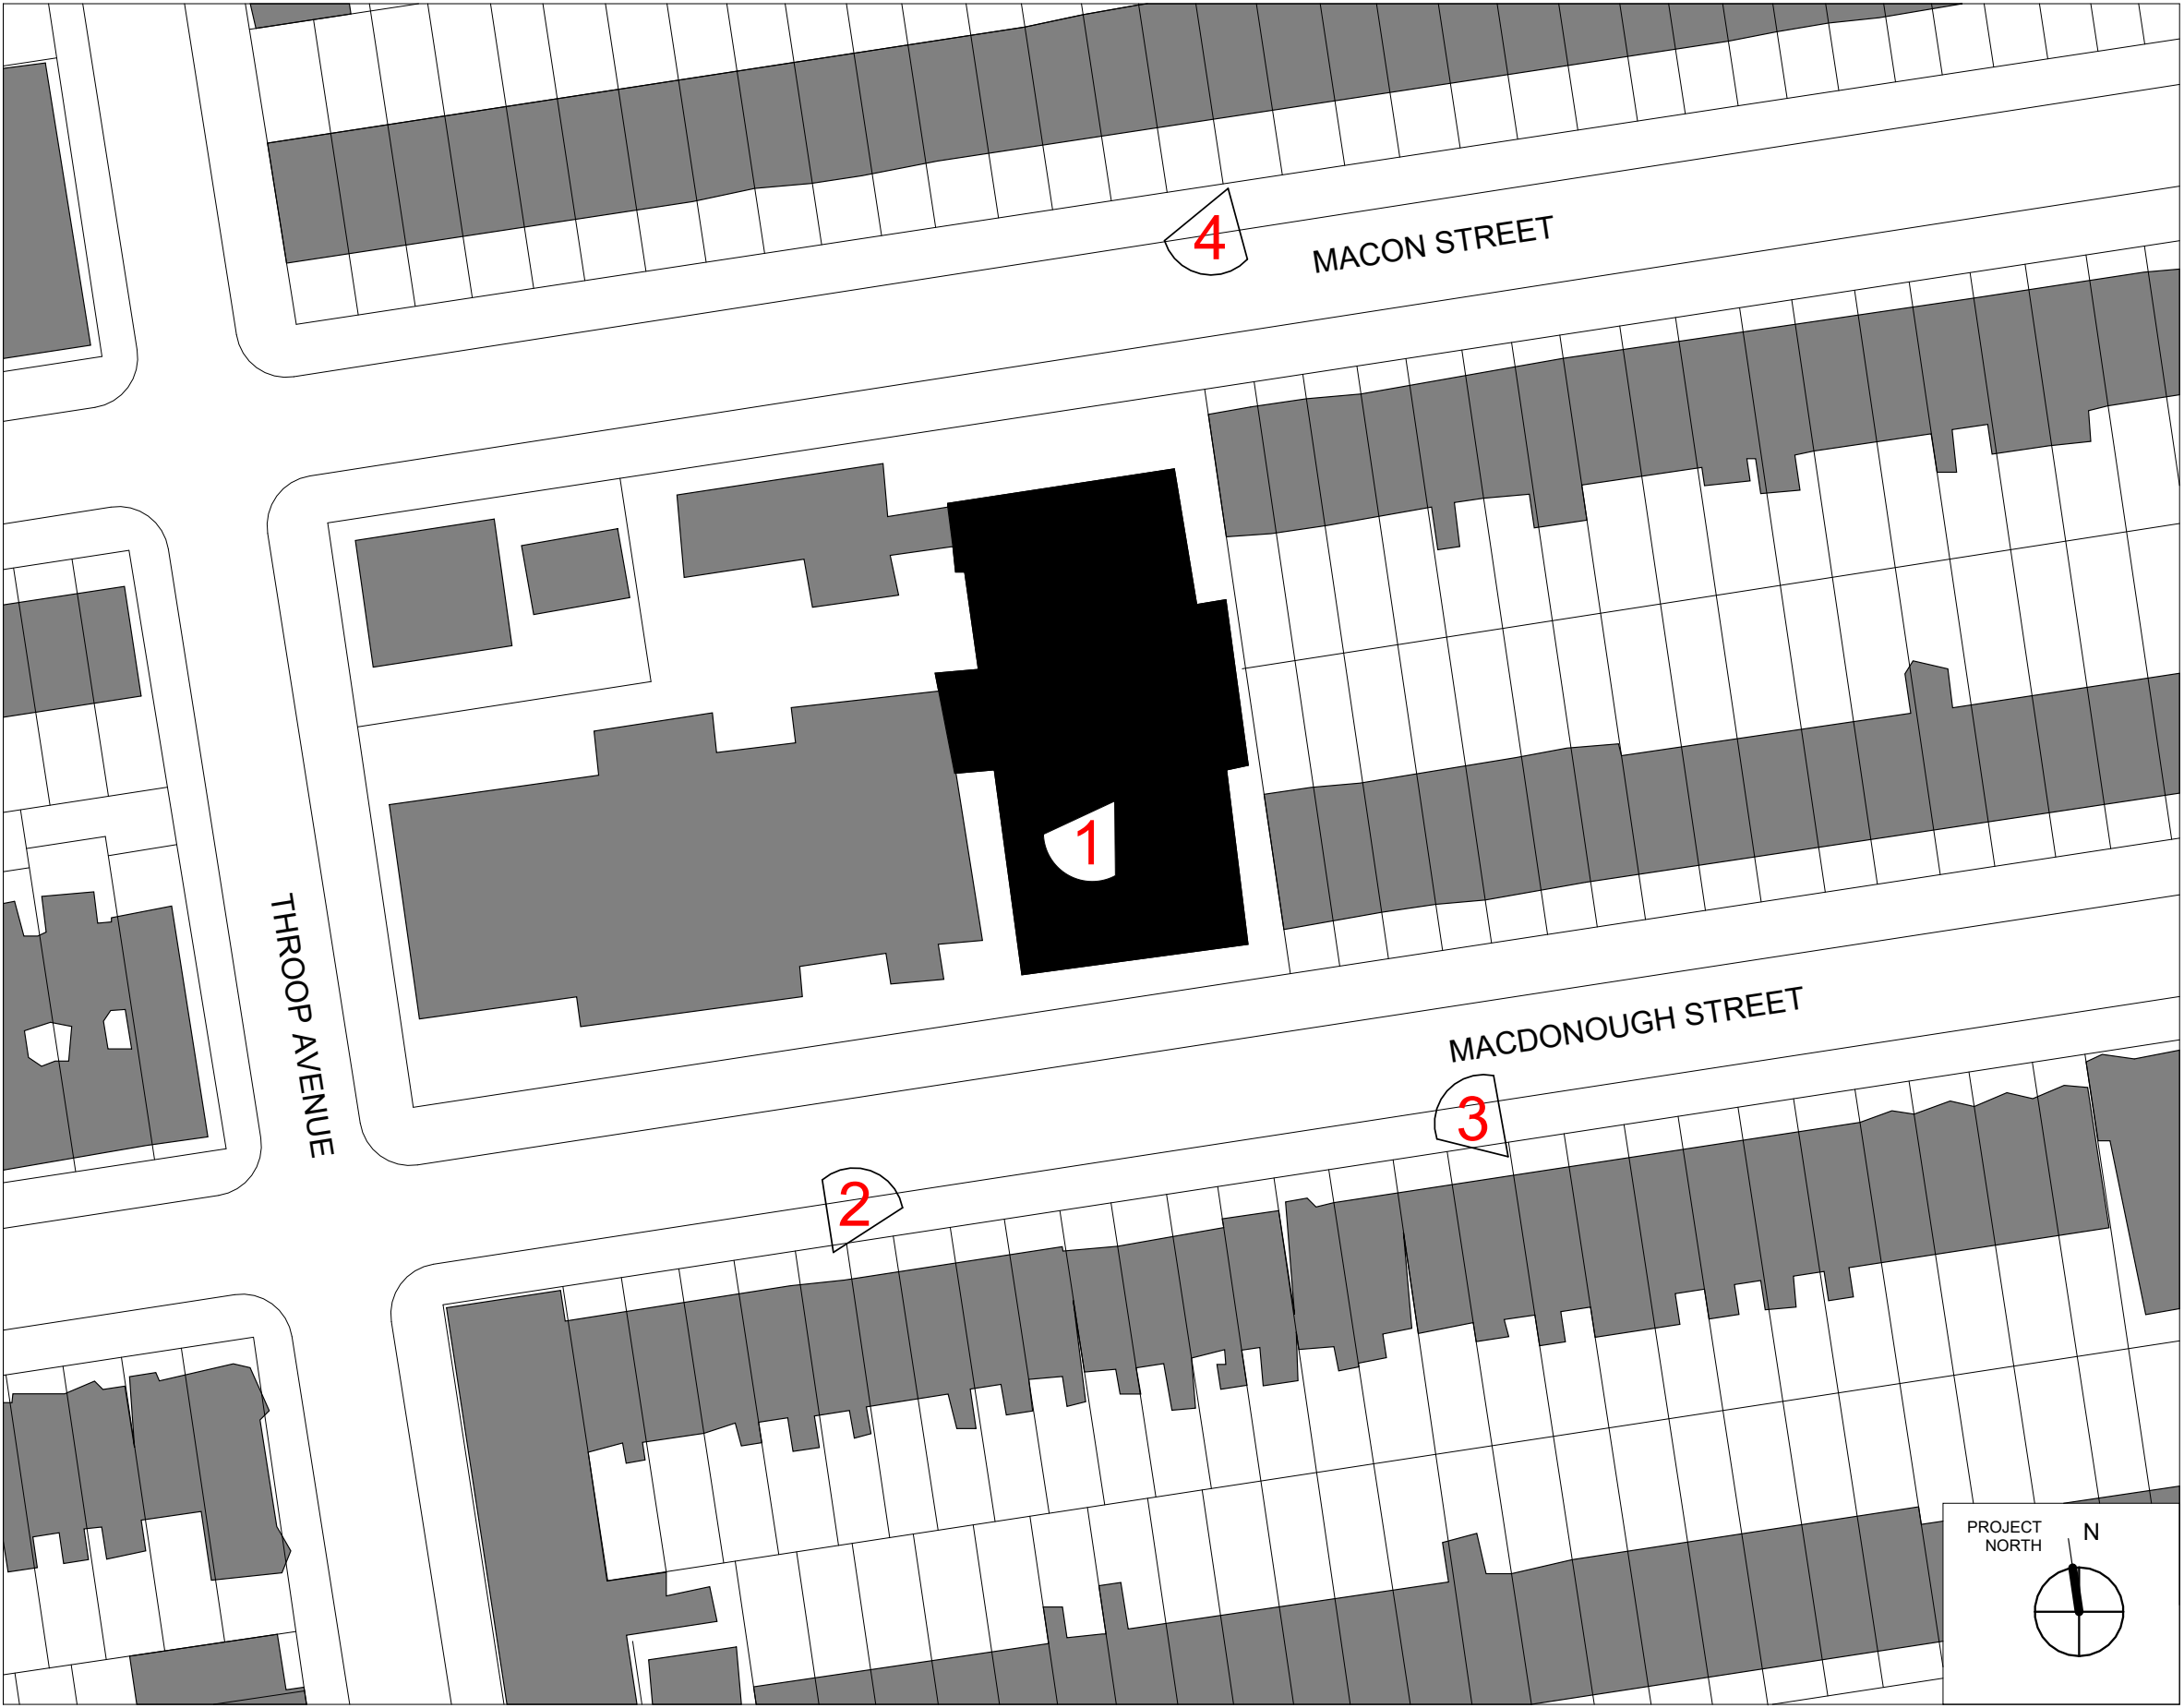 4
MACON STREET
1
THROOP AVENUE
MACDONOUGH STREET
3
2
PROJECT
NORTH
N